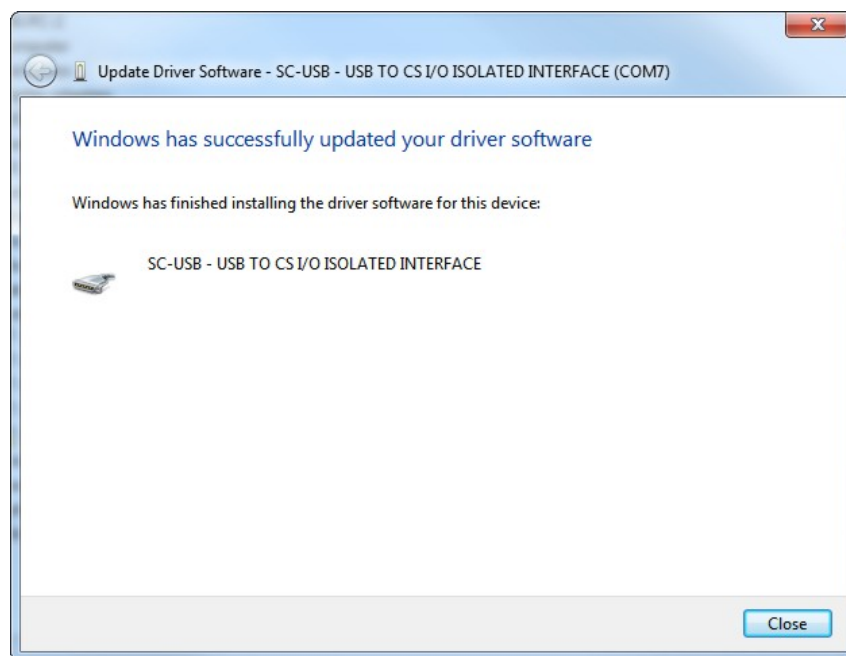 Update Driver Software - SC-USB - USB TO CS I/O ISOLATED INTERFACE (COM7)
Windows has successfully updated your driver software
Windows has finished installing the driver software for this device:
SC-USB - USB TO CS I/O ISOLATED INTERFACE
Close